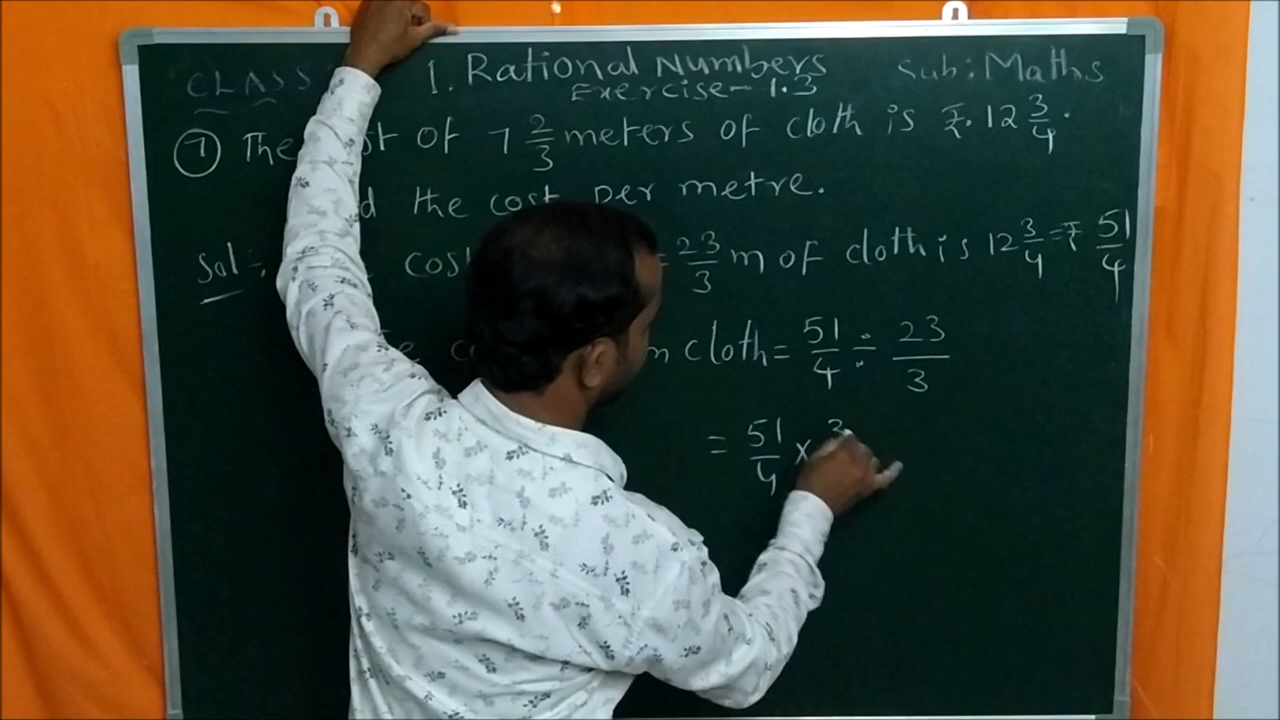 CLASS 1. Rational Numbers Sub: Maths
Exercise - 1.3
7 The of 7 2/3 meters of cloth is ₹. 12 3/4.
the cost per metre.
Sol:- cost = 23/3 m of cloth is 12 3/4 = ₹ 51/4
cloth = 51/4 ÷ 23/3
= 51/4 × 3